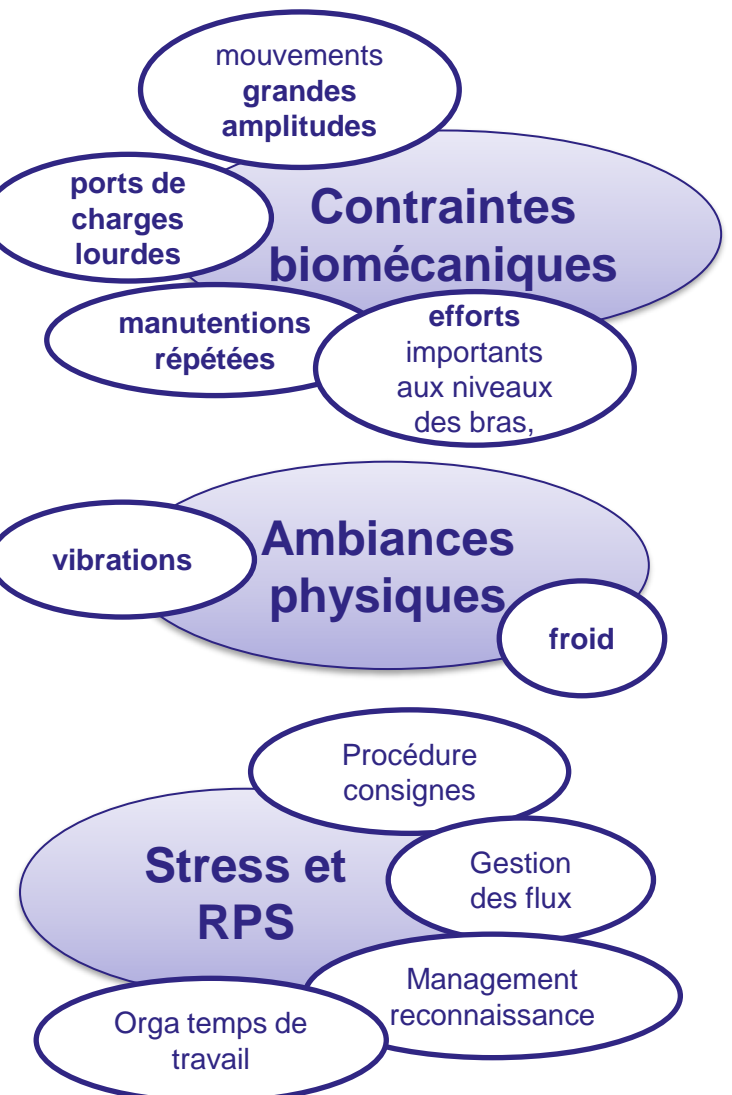 mouvements
grandes
amplitudes
ports de
charges
lourdes
Contraintes
biomécaniques
manutentions
répétées
efforts
importants
aux niveaux
des bras,
Ambiances
physiques
vibrations
froid
Procédure
consignes
Stress et
RPS
Gestion
des flux
Management
reconnaissance
Orga temps de
travail